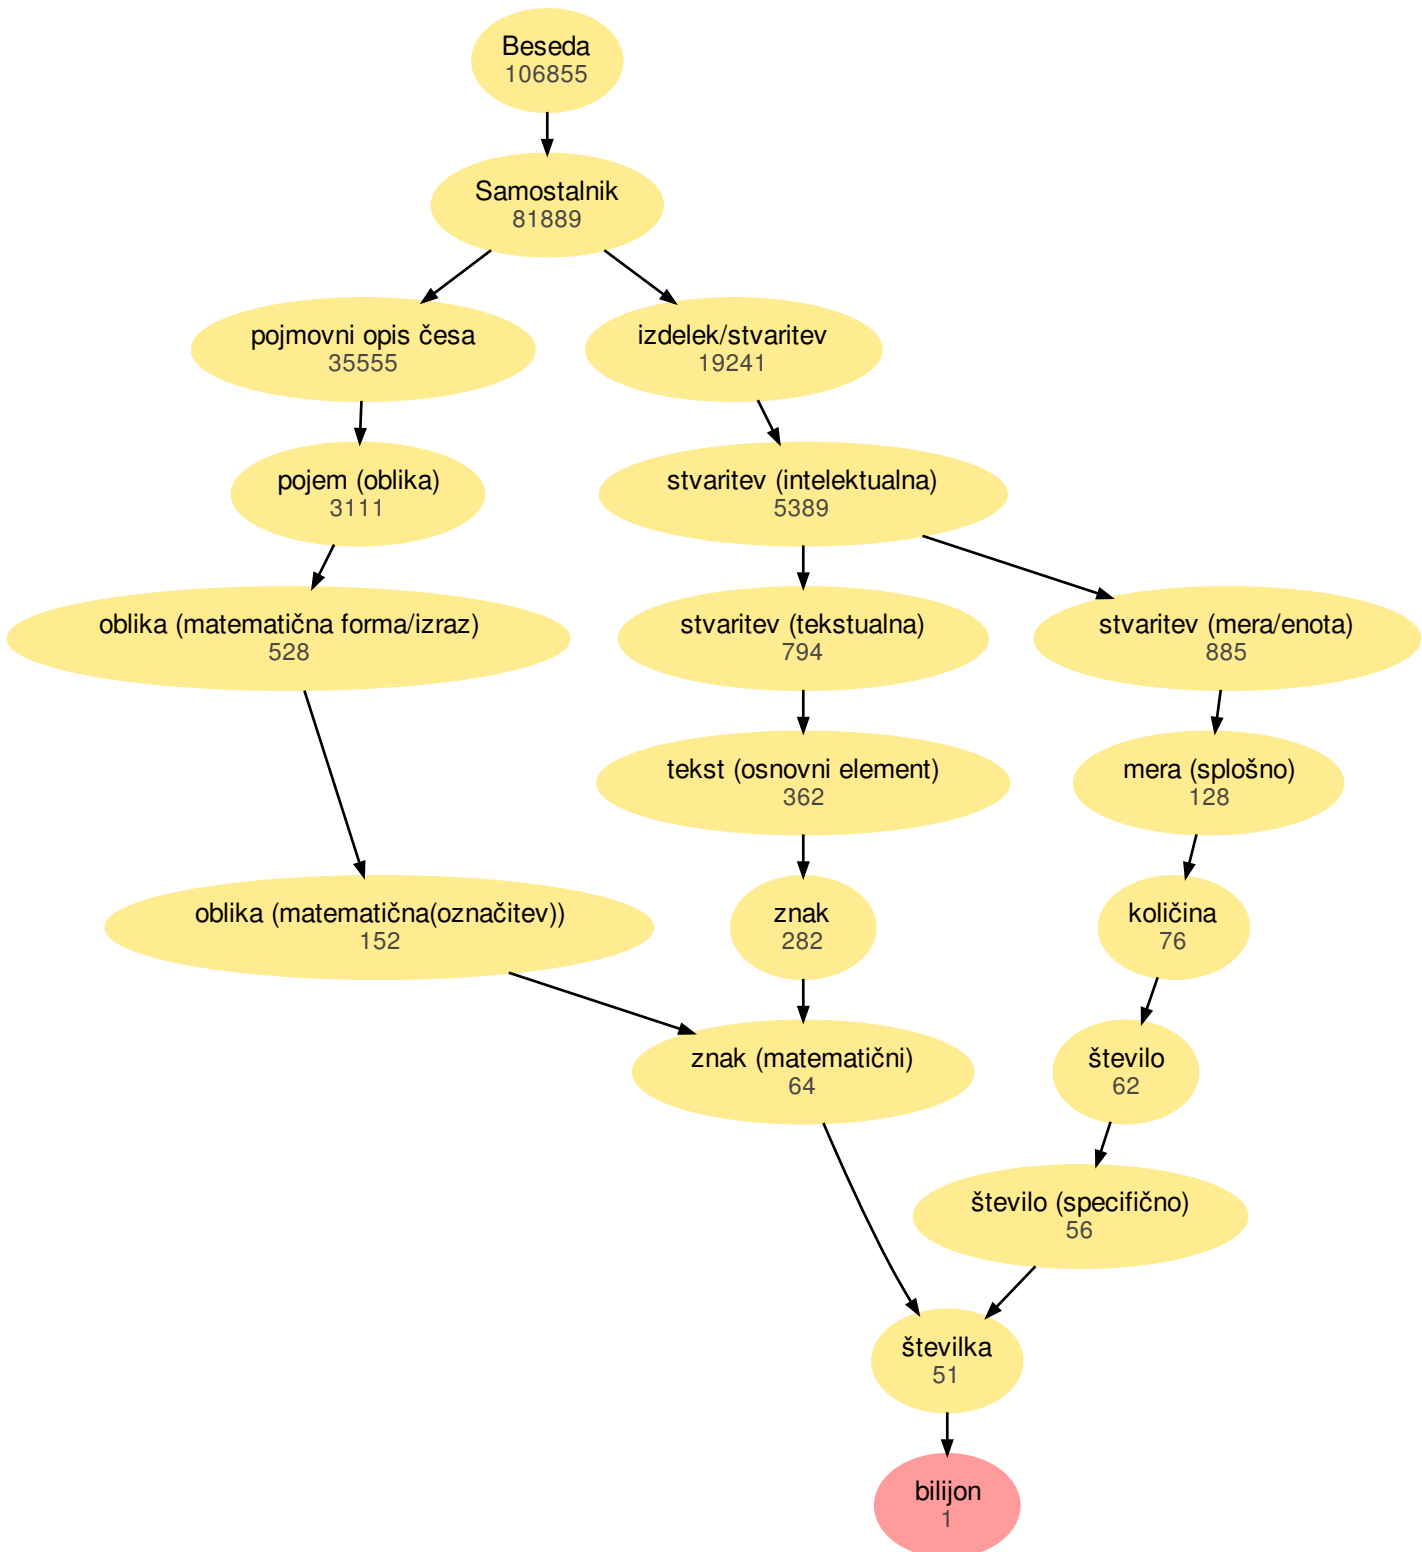 Beseda
106855
Samostalnik
81889
pojmovni opis česa
35555
izdelek/stvaritev
19241
pojem (oblika)
3111
stvaritev (intelektualna)
5389
oblika (matematična forma/izraz)
528
stvaritev (tekstualna)
794
stvaritev (mera/enota)
885
tekst (osnovni element)
362
mera (splošno)
128
oblika (matematična(označitev))
152
znak
282
količina
76
znak (matematični)
64
število
62
število (specifično)
56
številka
51
bilijon
1